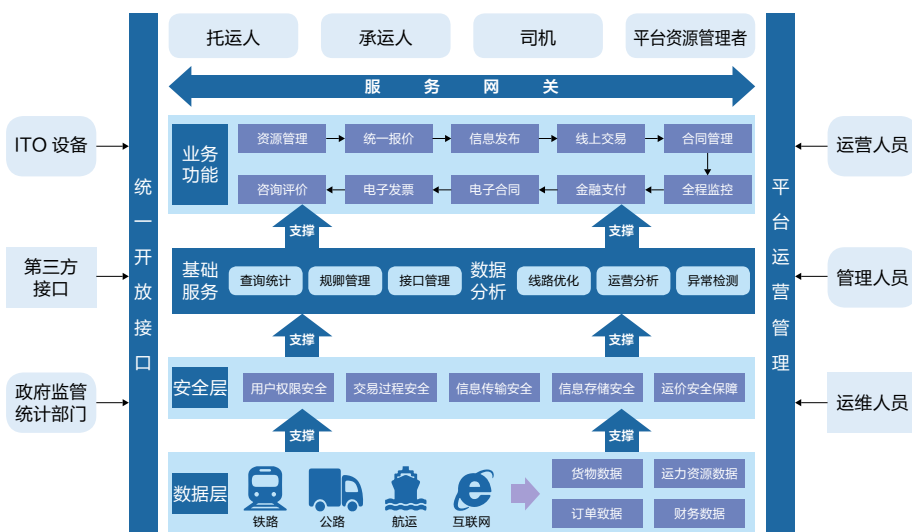 托运人
承运人
司机
平台资源管理者
服务网关
ITO 设备
第三方
接口
政府监管
统计部门
统一开放接口
业务
功能
资源管理
统一报价
信息发布
线上交易
合同管理
咨询评价
电子发票
电子合同
金融支付
全程监控
支撑
支撑
基础
服务
查询统计
规卿管理
接口管理
数据
分析
线路优化
运营分析
异常检测
支撑
支撑
安全层
用户权限安全
交易过程安全
信息传输安全
信息存储安全
运价安全保障
支撑
支撑
数据层
铁路
公路
航运
互联网
货物数据
运力资源数据
订单致据
财务数据
平台运营管理
运营人员
管理人员
运维人员